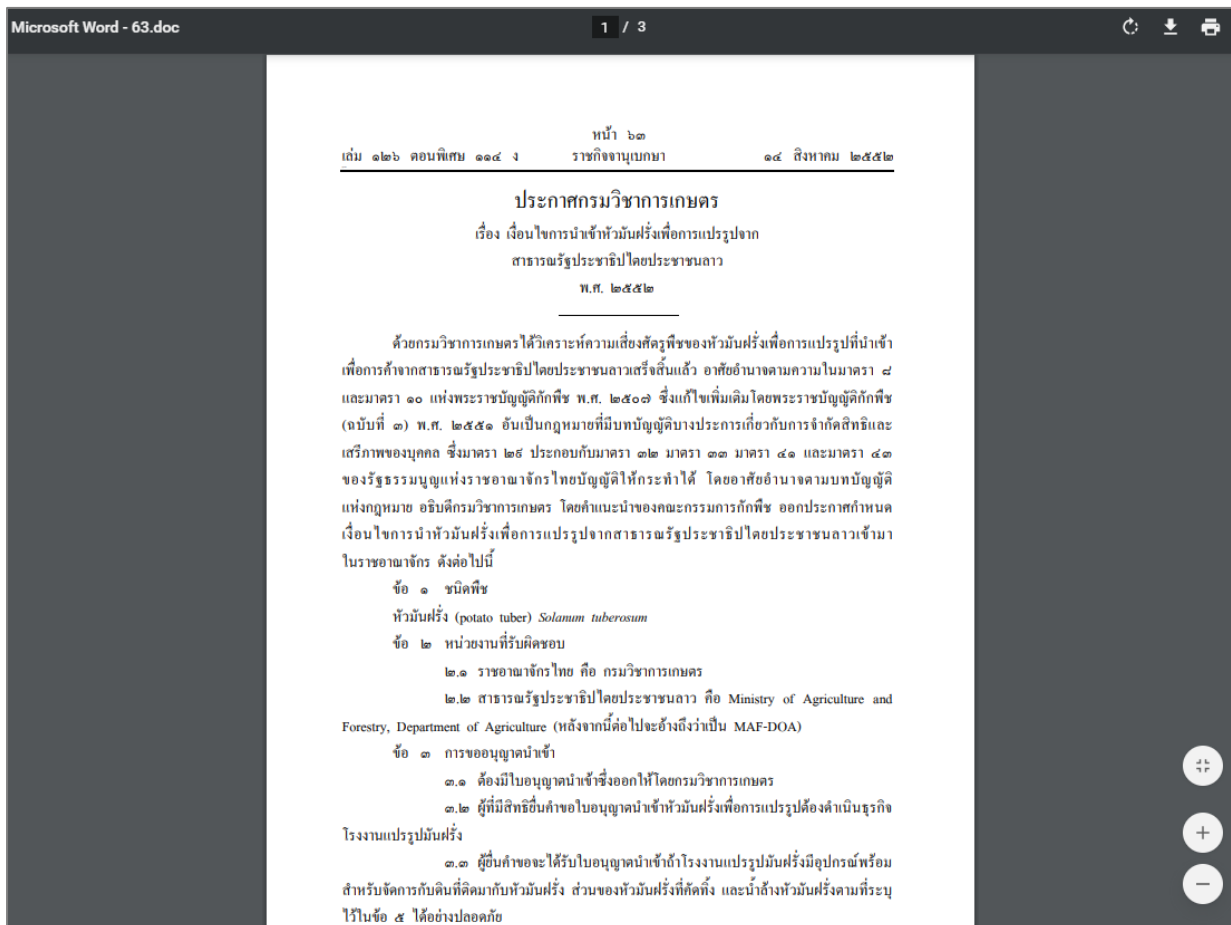 Microsoft Word - 63.doc
1 / 3
หน้า ๖๓
เล่ม ๑๒๖ ตอนพิเศษ ๑๑๔ ง ราชกิจจานุเบกษา ๑๔ สิงหาคม ๒๕๕๒
ประกาศกรมวิชาการเกษตร
เรื่อง เงื่อนไขการนำเข้าหัวมันฝรั่งเพื่อการแปรรูปจาก
สาธารณรัฐประชาธิปไตยประชาชนลาว
พ.ศ. ๒๕๕๒
ด้วยกรมวิชาการเกษตรได้วิเคราะห์ความเสี่ยงศัตรูพืชของหัวมันฝรั่งเพื่อการแปรรูปที่นำเข้า
เพื่อการค้าจากสาธารณรัฐประชาธิปไตยประชาชนลาวเสร็จสิ้นแล้ว อาศัยอำนาจตามความในมาตรา ๘
และมาตรา ๑๐ แห่งพระราชบัญญัติกักพืช พ.ศ. ๒๕๐๗ ซึ่งแก้ไขเพิ่มเติมโดยพระราชบัญญัติกักพืช
(ฉบับที่ ๓) พ.ศ. ๒๕๕๑ อันเป็นกฎหมายที่มีบทบัญญัติบางประการเกี่ยวกับการจำกัดสิทธิและ
เสรีภาพของบุคคล ซึ่งมาตรา ๒๙ ประกอบกับมาตรา ๓๒ มาตรา ๓๓ มาตรา ๔๑ และมาตรา ๔๓
ของรัฐธรรมนูญแห่งราชอาณาจักรไทยบัญญัติให้กระทำได้ โดยอาศัยอำนาจตามบทบัญญัติ
แห่งกฎหมาย อธิบดีกรมวิชาการเกษตร โดยคำแนะนำของคณะกรรมการกักพืช ออกประกาศกำหนด
เงื่อนไขการนำหัวมันฝรั่งเพื่อการแปรรูปจากสาธารณรัฐประชาธิปไตยประชาชนลาวเข้ามา
ในราชอาณาจักร ดังต่อไปนี้
ข้อ ๑ ชนิดพืช
หัวมันฝรั่ง (potato tuber) Solanum tuberosum
ข้อ ๒ หน่วยงานที่รับผิดชอบ
๒.๑ ราชอาณาจักรไทย คือ กรมวิชาการเกษตร
๒.๒ สาธารณรัฐประชาธิปไตยประชาชนลาว คือ Ministry of Agriculture and
Forestry, Department of Agriculture (หลังจากนี้ต่อไปจะอ้างถึงว่าเป็น MAF-DOA)
ข้อ ๓ การขออนุญาตนำเข้า
๓.๑ ต้องมีใบอนุญาตนำเข้าซึ่งออกให้โดยกรมวิชาการเกษตร
๓.๒ ผู้ที่มีสิทธิยื่นคำขอใบอนุญาตนำเข้าหัวมันฝรั่งเพื่อการแปรรูปต้องดำเนินธุรกิจ
โรงงานแปรรูปมันฝรั่ง
๓.๓ ผู้ยื่นคำขอจะได้รับใบอนุญาตนำเข้าถ้าโรงงานแปรรูปมันฝรั่งมีอุปกรณ์พร้อม
สำหรับจัดการกับดินที่ติดมากับหัวมันฝรั่ง ส่วนของหัวมันฝรั่งที่คัดทิ้ง และน้ำล้างหัวมันฝรั่งตามที่ระบุ
ไว้ในข้อ ๕ ได้อย่างปลอดภัย